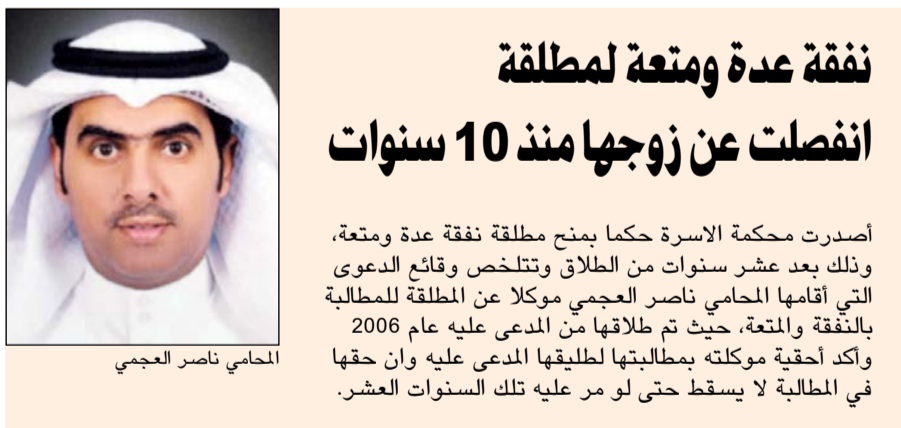 نفقة عدة ومتعة لمطلقة
انفصلت عن زوجها منذ 10 سنوات
أصدرت محكمة الاسرة حكما بمنح مطلقة نفقة عدة ومتعة،
وذلك بعد عشر سنوات من الطلاق وتتلخص وقائع الدعوى
التي أقامها المحامي ناصر العجمي موكلا عن المطلقة للمطالبة
بالنفقة والمتعة، حيث تم طلاقها من المدعى عليه عام 2006
وأكد أحقية موكلته بمطالبتها لطليقها المدعى عليه وان حقها
في المطالبة لا يسقط حتى لو مر عليه تلك السنوات العشر.
المحامي ناصر العجمي